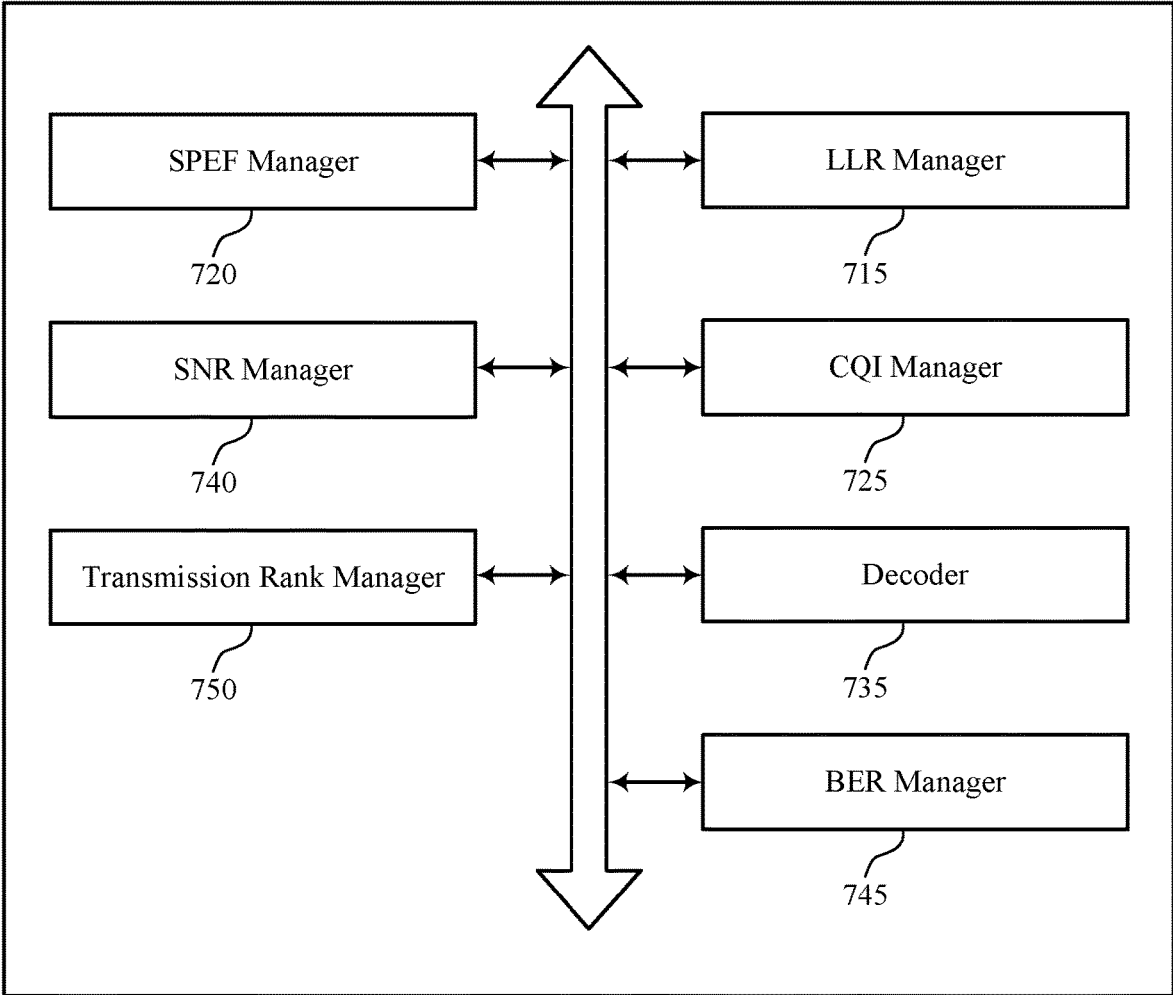 SPEF Manager
720
LLR Manager
715
SNR Manager
740
CQI Manager
725
Transmission Rank Manager
750
Decoder
735
BER Manager
745